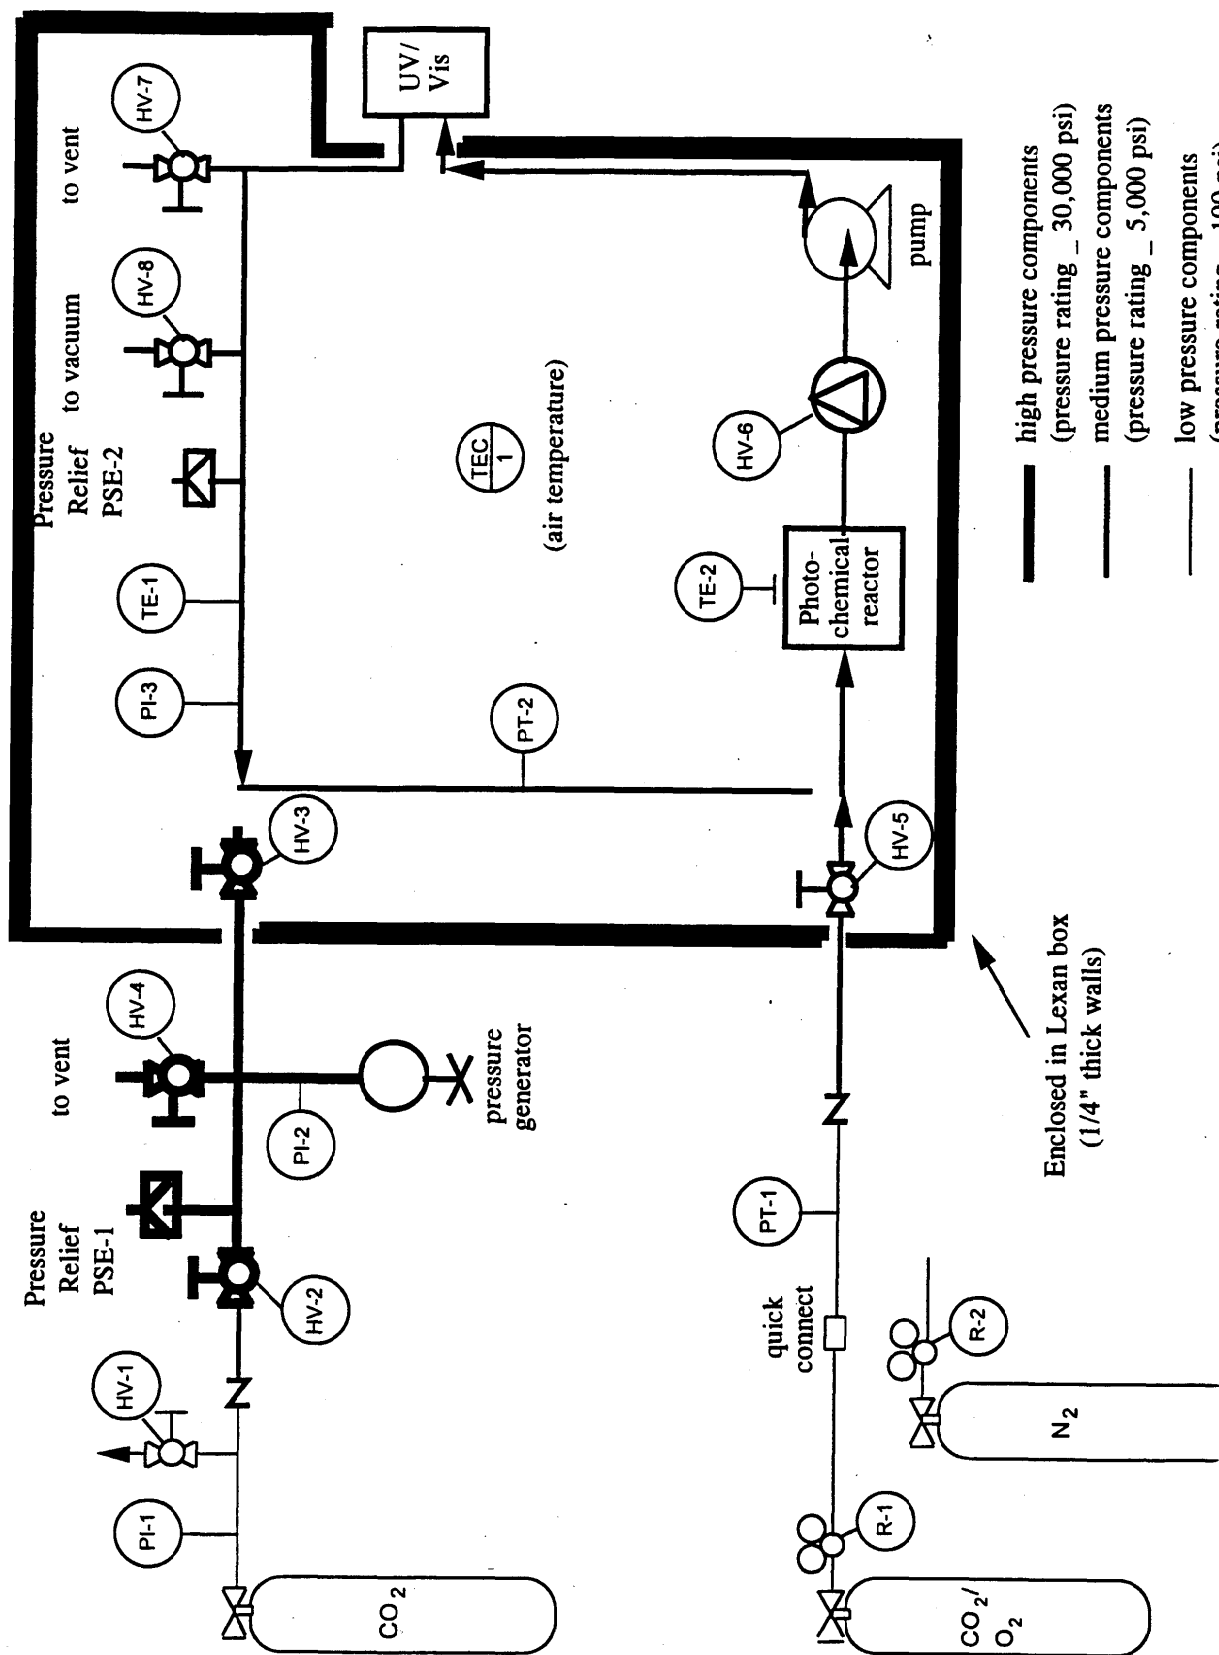 Pressure
Relief
PSE-1
to vent
Pressure
Relief
PSE-2
to vacuum
to vent
PI-1
HV-1
HV-4
PI-3
TE-1
HV-8
HV-7
HV-2
PI-2
HV-3
CO2
pressure
generator
PT-2
TEC
1
(air temperature)
UV/
Vis
quick
connect
PT-1
TE-2
HV-6
R-1
HV-5
Photo-
chemical
reactor
pump
CO2/
O2
R-2
N2
Enclosed in Lexan box
(1/4" thick walls)
high pressure components
(pressure rating _ 30,000 psi)
medium pressure components
(pressure rating _ 5,000 psi)
low pressure components
(pressure rating _ 100 psi)